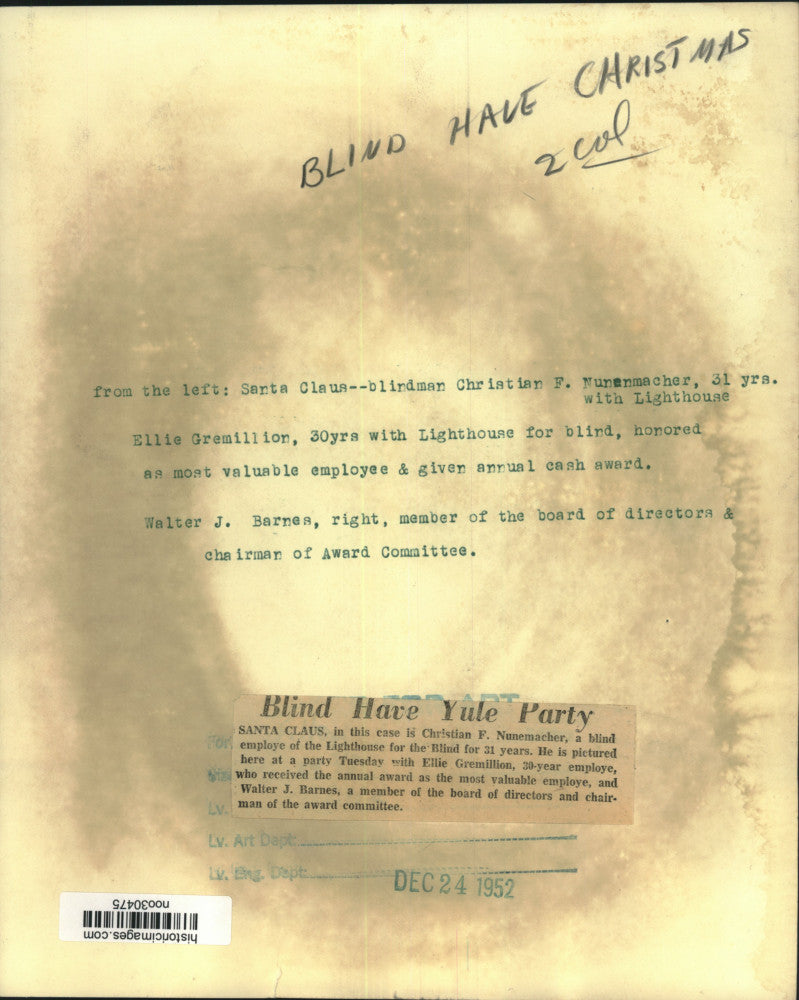 BLIND HAVE CHRISTMAS
2 col
from the left: Santa Claus--blindman Christian F. Nunenmacher, 31 yrs.
with Lighthouse
Ellie Gremillion, 30yrs with Lighthouse for blind, honored
as most valuable employee & given annual cash award.
Walter J. Barnes, right, member of the board of directors &
chairman of Award Committee.
FOR ART
Blind Have Yule Party
SANTA CLAUS, in this case is Christian F. Nunemacher, a blind
employe of the Lighthouse for the Blind for 31 years. He is pictured
here at a party Tuesday with Ellie Gremillion, 30-year employe,
who received the annual award as the most valuable employe, and
Walter J. Barnes, a member of the board of directors and chair-
man of the award committee.
For
Lv.
Lv. Art Dept.
Lv. Eng. Dept.
DEC 24 1952
historicimages.com
noo30475